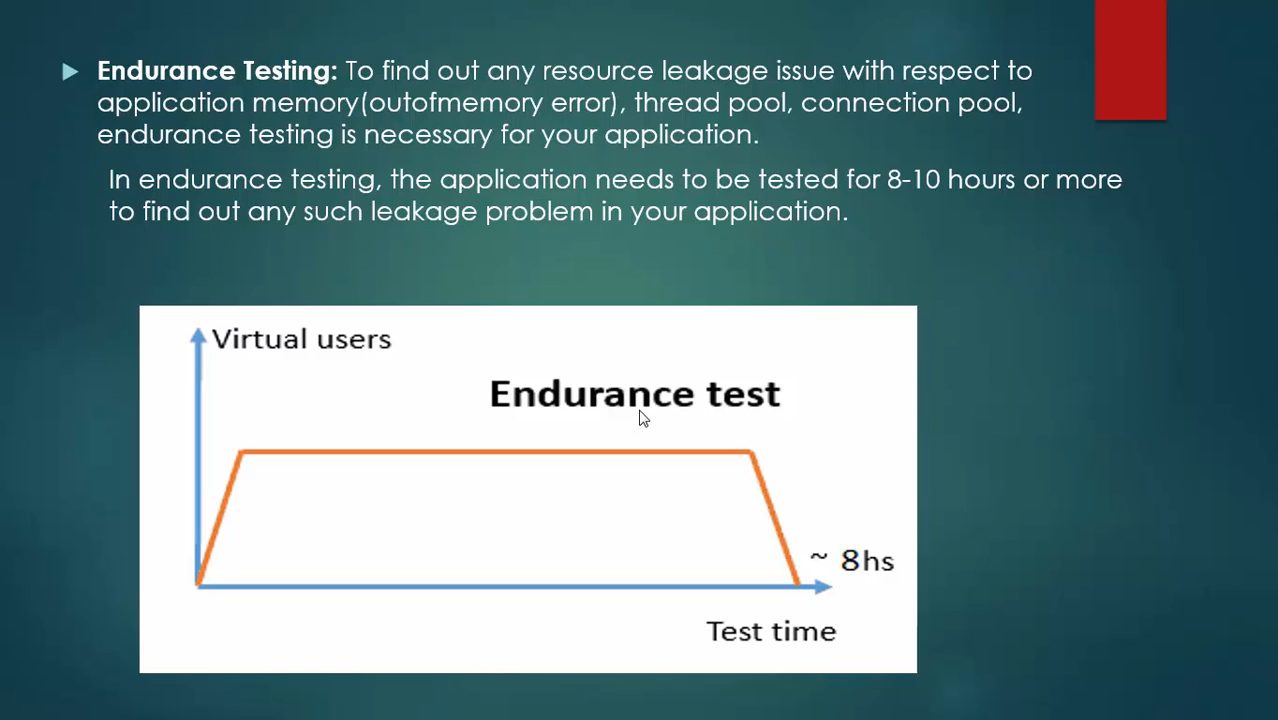 Endurance Testing: To find out any resource leakage issue with respect to
application memory(outofmemory error), thread pool, connection pool,
endurance testing is necessary for your application.
In endurance testing, the application needs to be tested for 8-10 hours or more
to find out any such leakage problem in your application.
Virtual users
Endurance test
~ 8hs
Test time